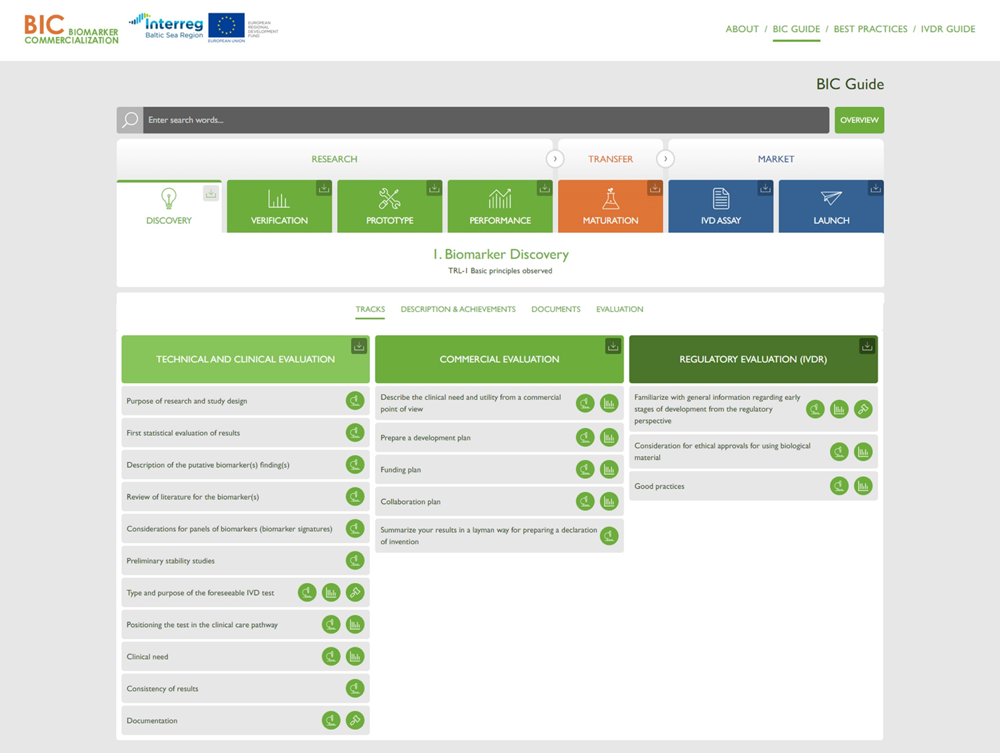 BIC BIOMARKER
COMMERCIALIZATION
Interreg
Baltic Sea Region
EUROPEAN UNION
EUROPEAN
REGIONAL
DEVELOPMENT
FUND
ABOUT / BIC GUIDE / BEST PRACTICES / IVDR GUIDE
BIC Guide
Enter search words...
OVERVIEW
RESEARCH
TRANSFER
MARKET
DISCOVERY
VERIFICATION
PROTOTYPE
PERFORMANCE
MATURATION
IVD ASSAY
LAUNCH
1. Biomarker Discovery
TRL-1 Basic principles observed
TRACKS
DESCRIPTION & ACHIEVEMENTS
DOCUMENTS
EVALUATION
TECHNICAL AND CLINICAL EVALUATION
Purpose of research and study design
First statistical evaluation of results
Description of the putative biomarker(s) finding(s)
Review of literature for the biomarker(s)
Considerations for panels of biomarkers (biomarker signatures)
Preliminary stability studies
Type and purpose of the foreseeable IVD test
Positioning the test in the clinical care pathway
Clinical need
Consistency of results
Documentation
COMMERCIAL EVALUATION
Describe the clinical need and utility from a commercial
point of view
Prepare a development plan
Funding plan
Collaboration plan
Summarize your results in a layman way for preparing a declaration
of invention
REGULATORY EVALUATION (IVDR)
Familiarize with general information regarding early
stages of development from the regulatory
perspective
Consideration for ethical approvals for using biological
material
Good practices